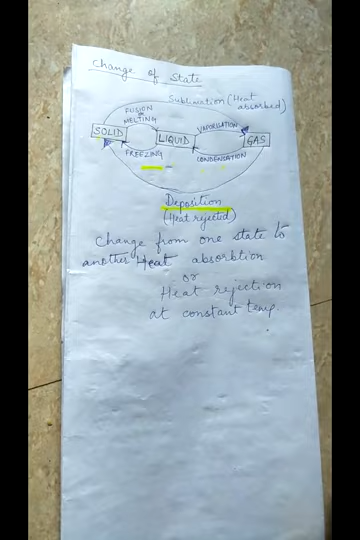 Change of State
Sublimation (Heat
absorbed)
FUSION
or
MELTING
VAPORISATION
SOLID
LIQUID
GAS
FREEZING
CONDENSATION
Deposition
(Heat rejected)
Change from one state to
another Heat absorbtion
or
Heat rejection
at constant temp.